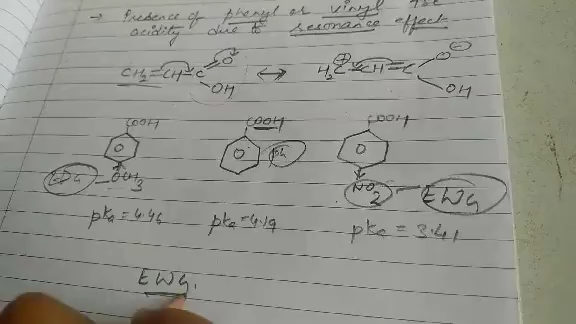 → Presence of phenyl or vinyl
acidity due to resonance effect
CH2=CH–C O OH ↔ H2C–CH=C O OH
COOH COOH COOH
EDG OCH3 NO2 EWG
pKa = 4.46 pKa = 4.19 pKa = 3.41
EWG.